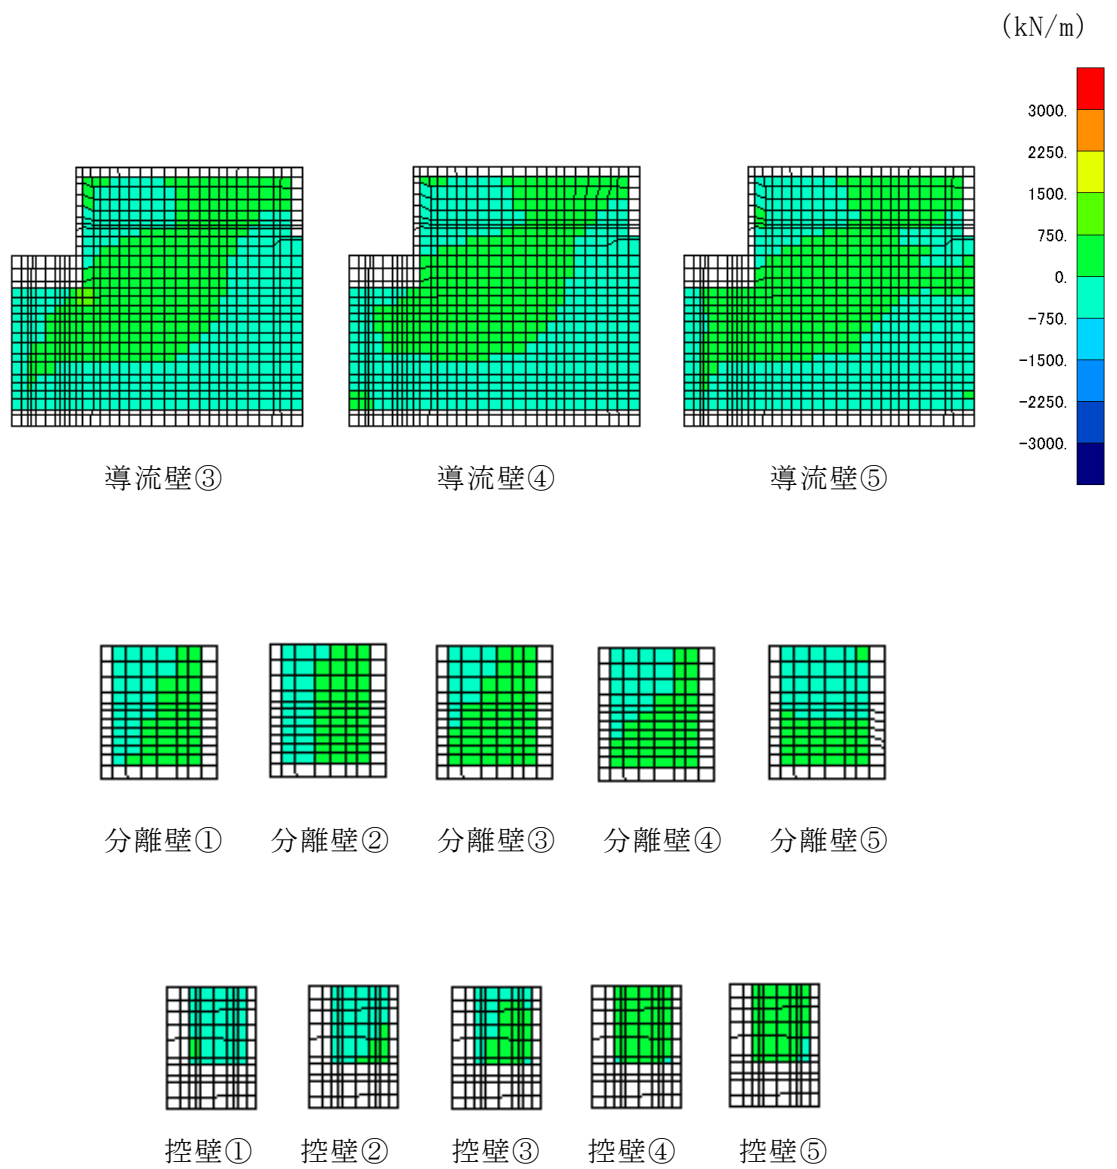 (kN/m)
3000.
2250.
1500.
750.
0.
-750.
-1500.
-2250.
-3000.
導流壁③ 導流壁④ 導流壁⑤
分離壁① 分離壁② 分離壁③ 分離壁④ 分離壁⑤
控壁① 控壁② 控壁③ 控壁④ 控壁⑤